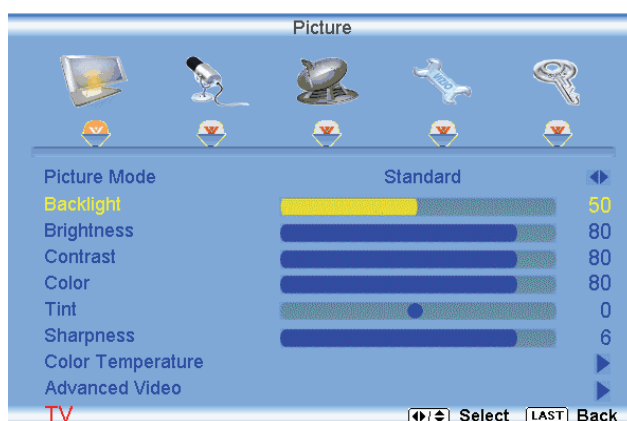 Picture
Picture Mode Standard
Backlight 50
Brightness 80
Contrast 80
Color 80
Tint 0
Sharpness 6
Color Temperature
Advanced Video
TV Select LAST Back